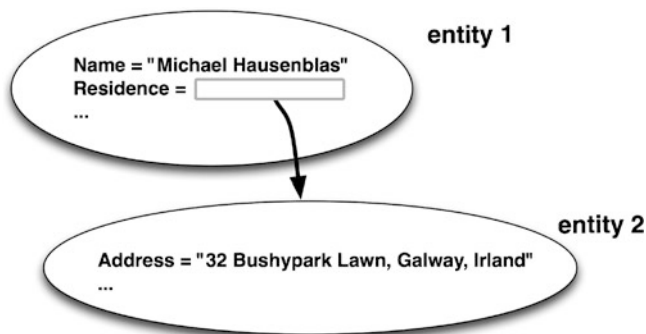 entity 1
Name = "Michael Hausenblas"
Residence =
...
entity 2
Address = "32 Bushypark Lawn, Galway, Irland"
...